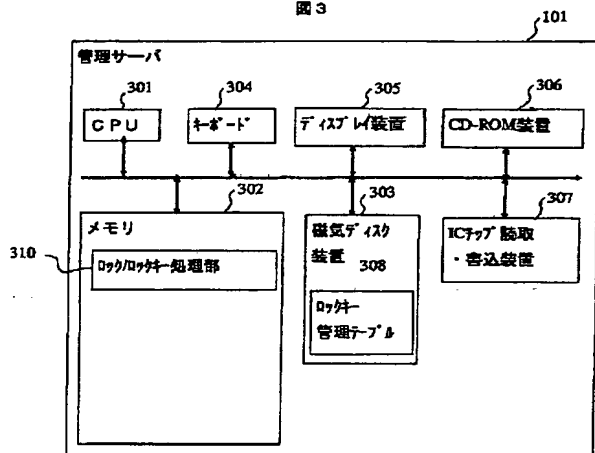 図3
101
管理サーバ
301
304
305
306
CPU
ｷｰﾎﾞｰﾄﾞ
ディスプレイ装置
CD-ROM装置
302
303
307
メモリ
310
ﾛｯｸ/ﾛｯｸｷｰ処理部
磁気ディスク
装置
308
ﾛｯｸｷｰ
管理ﾃｰﾌﾞﾙ
ICﾁｯﾌﾟ読取
・書込装置